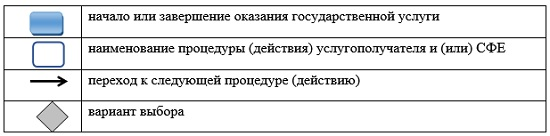 начало или завершение оказания государственной услуги
наименование процедуры (действия) услугополучателя и (или) СФЕ
переход к следующей процедуре (действию)
вариант выбора